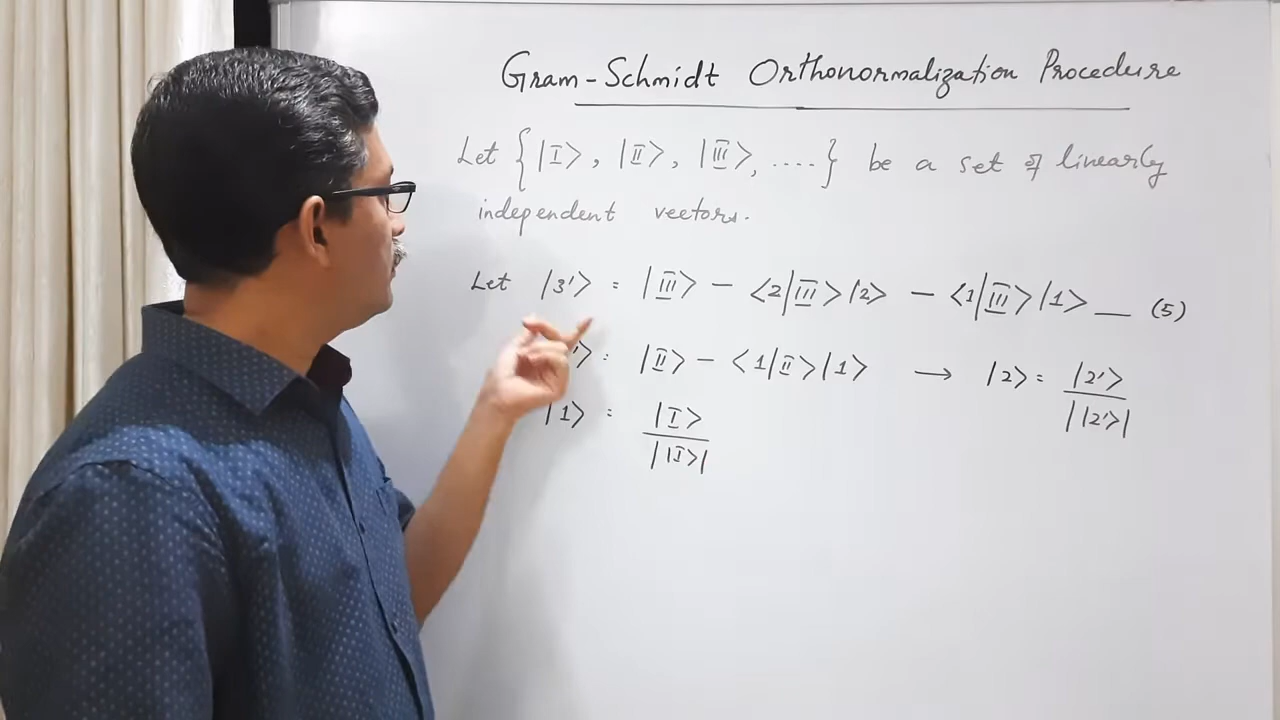 Gram-Schmidt Orthonormalization Procedure
Let {|I⟩, |II⟩, |III⟩, ....} be a set of linearly
independent vectors.
Let |3'⟩ = |III⟩ - ⟨2|III⟩|2⟩ - ⟨1|III⟩|1⟩ — (5)
'⟩ = |II⟩ - ⟨1|II⟩|1⟩ → |2⟩ = |2'⟩ / ||2'⟩|
|1⟩ = |I⟩ / ||I⟩|